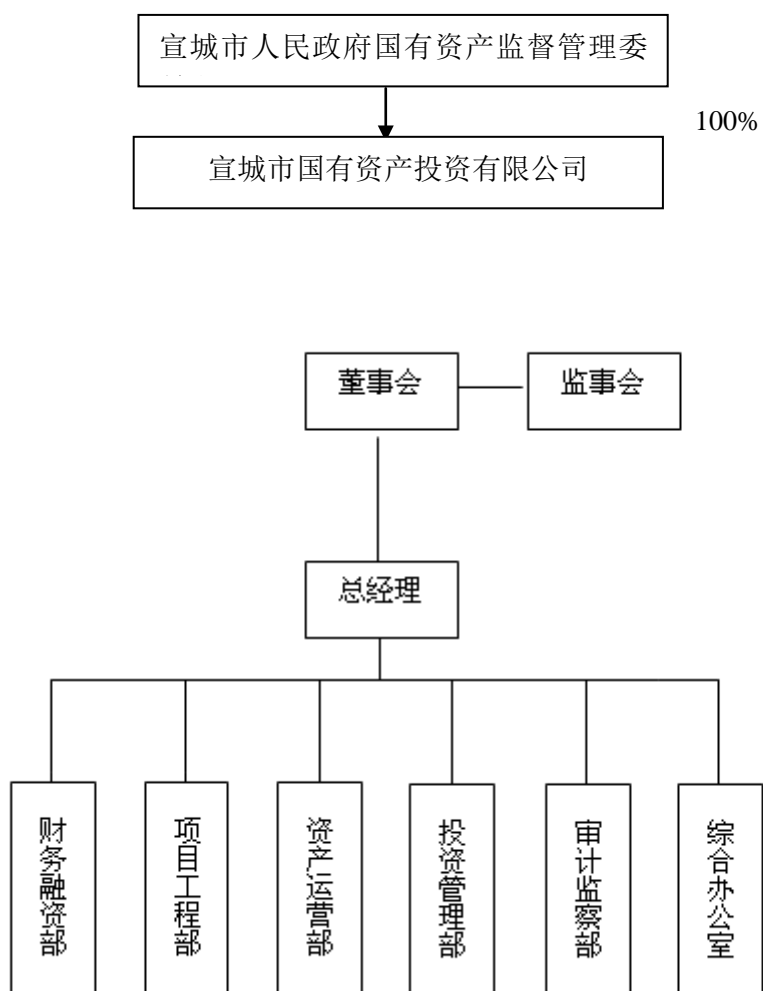 宣城市人民政府国有资产监督管理委
100%
宣城市国有资产投资有限公司
董事会
监事会
总经理
财务融资部
项目工程部
资产运营部
投资管理部
审计监察部
综合办公室